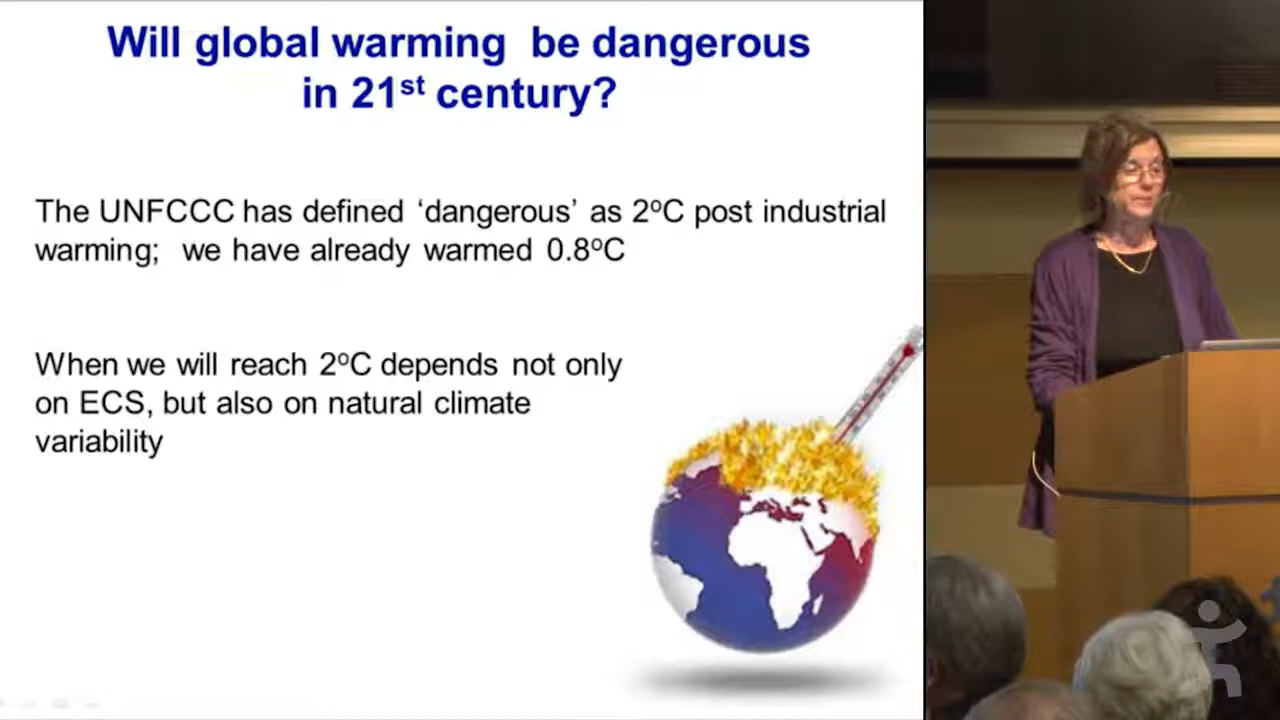 Will global warming be dangerous
in 21st century?
The UNFCCC has defined ‘dangerous’ as 2ºC post industrial
warming; we have already warmed 0.8ºC
When we will reach 2ºC depends not only
on ECS, but also on natural climate
variability